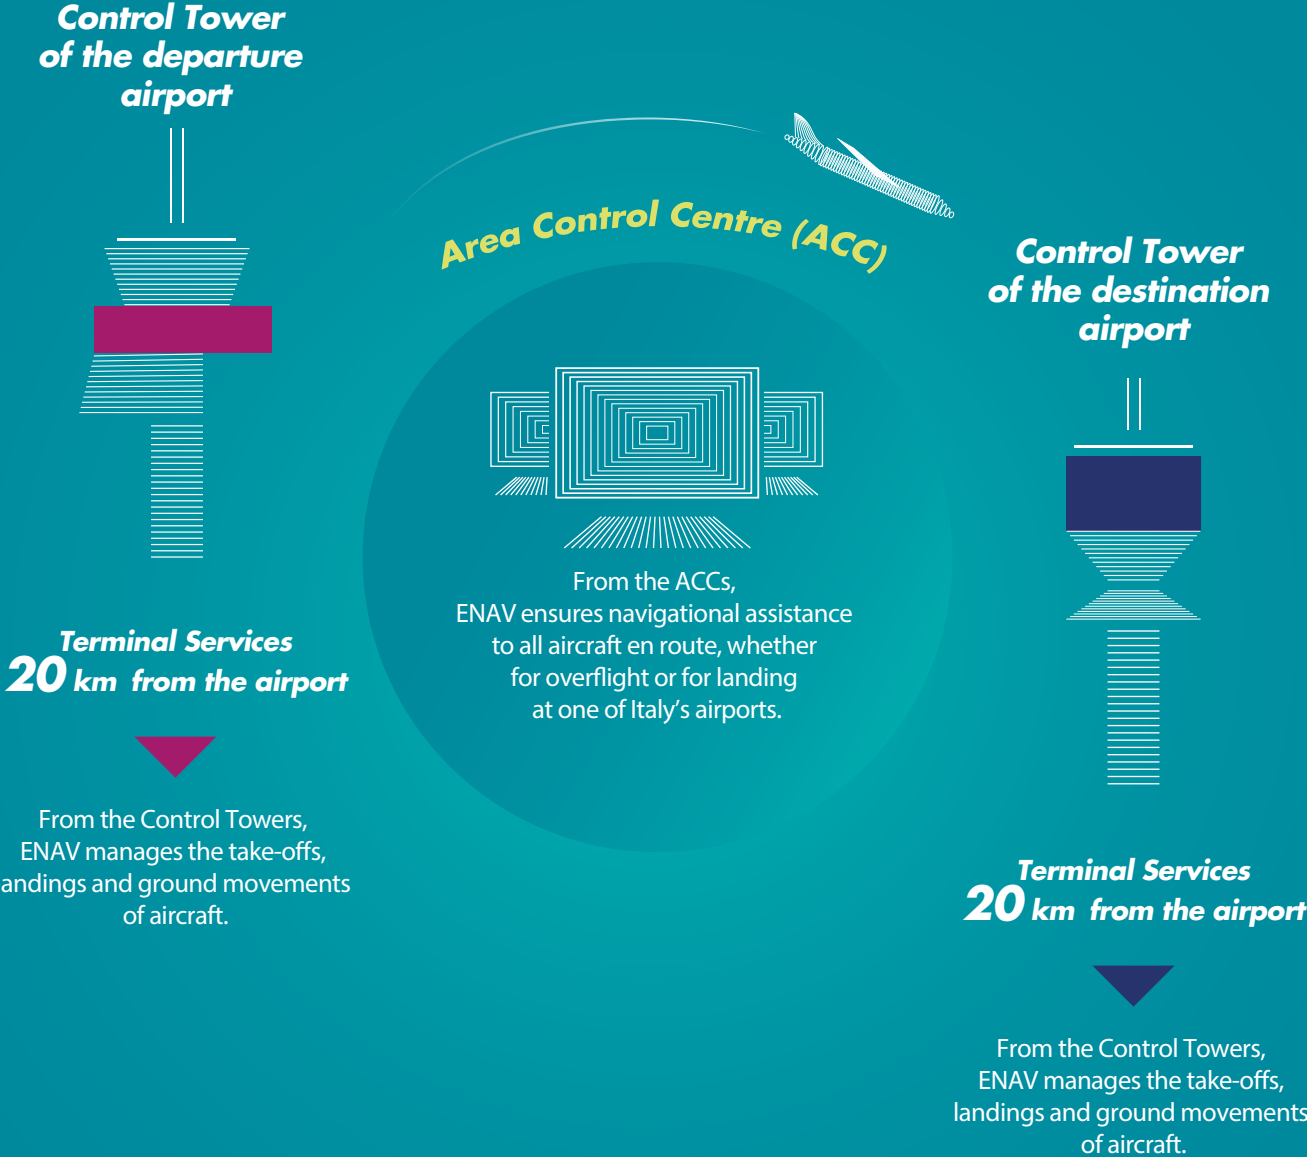 Control Tower
of the departure
airport
Area Control Centre (ACC)
Control Tower
of the destination
airport
From the ACCs,
ENAV ensures navigational assistance
to all aircraft en route, whether
for overflight or for landing
at one of Italy's airports.
Terminal Services
20 km from the airport
From the Control Towers,
ENAV manages the take-offs,
andings and ground movements
of aircraft.
Terminal Services
20 km from the airport
From the Control Towers,
ENAV manages the take-offs,
landings and ground movements
of aircraft.